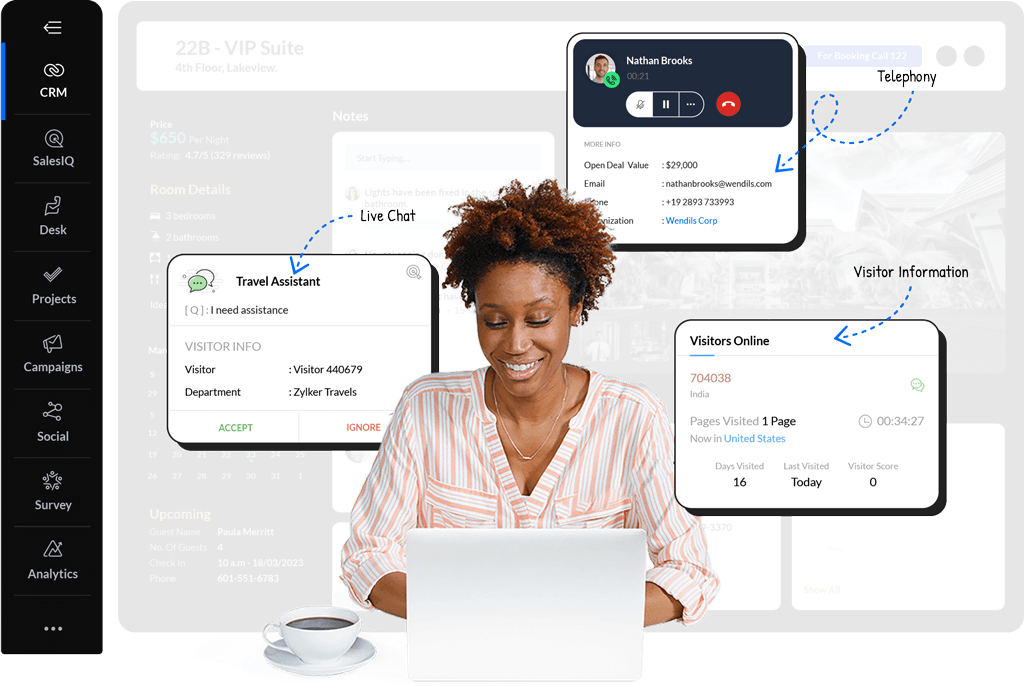 CRM
SalesIQ
Desk
Projects
Campaigns
Social
Survey
Analytics
22B - VIP Suite
4th Floor, Lakeview.
For Booking Call 122
Price
$650 Per Night
Rating: 4.7/5 (329 reviews)
Room Details
3 bedrooms
2 bathrooms
Notes
Start Typing...
Lights have been fixed in the
bathroom.
Nathan Brooks
00:21
MORE INFO
Open Deal Value : $29,000
Email : nathanbrooks@wendils.com
: +19 2893 733993
: Wendils Corp
Telephony
Live Chat
Travel Assistant
[ Q ] : I need assistance
VISITOR INFO
Visitor : Visitor 440679
Department : Zylker Travels
ACCEPT IGNORE
Visitor Information
Visitors Online
704038
India
Pages Visited 1 Page 00:34:27
Now in United States
Days Visited Last Visited Visitor Score
16 Today 0
19 20 21 22 23 24 25
26 27 28 29 30 31 1
Upcoming
Guest Name Paula Merritt
No. Of Guests 4
Check In 10 a.m - 18/03/2023
Phone 601-551-6783
Show All